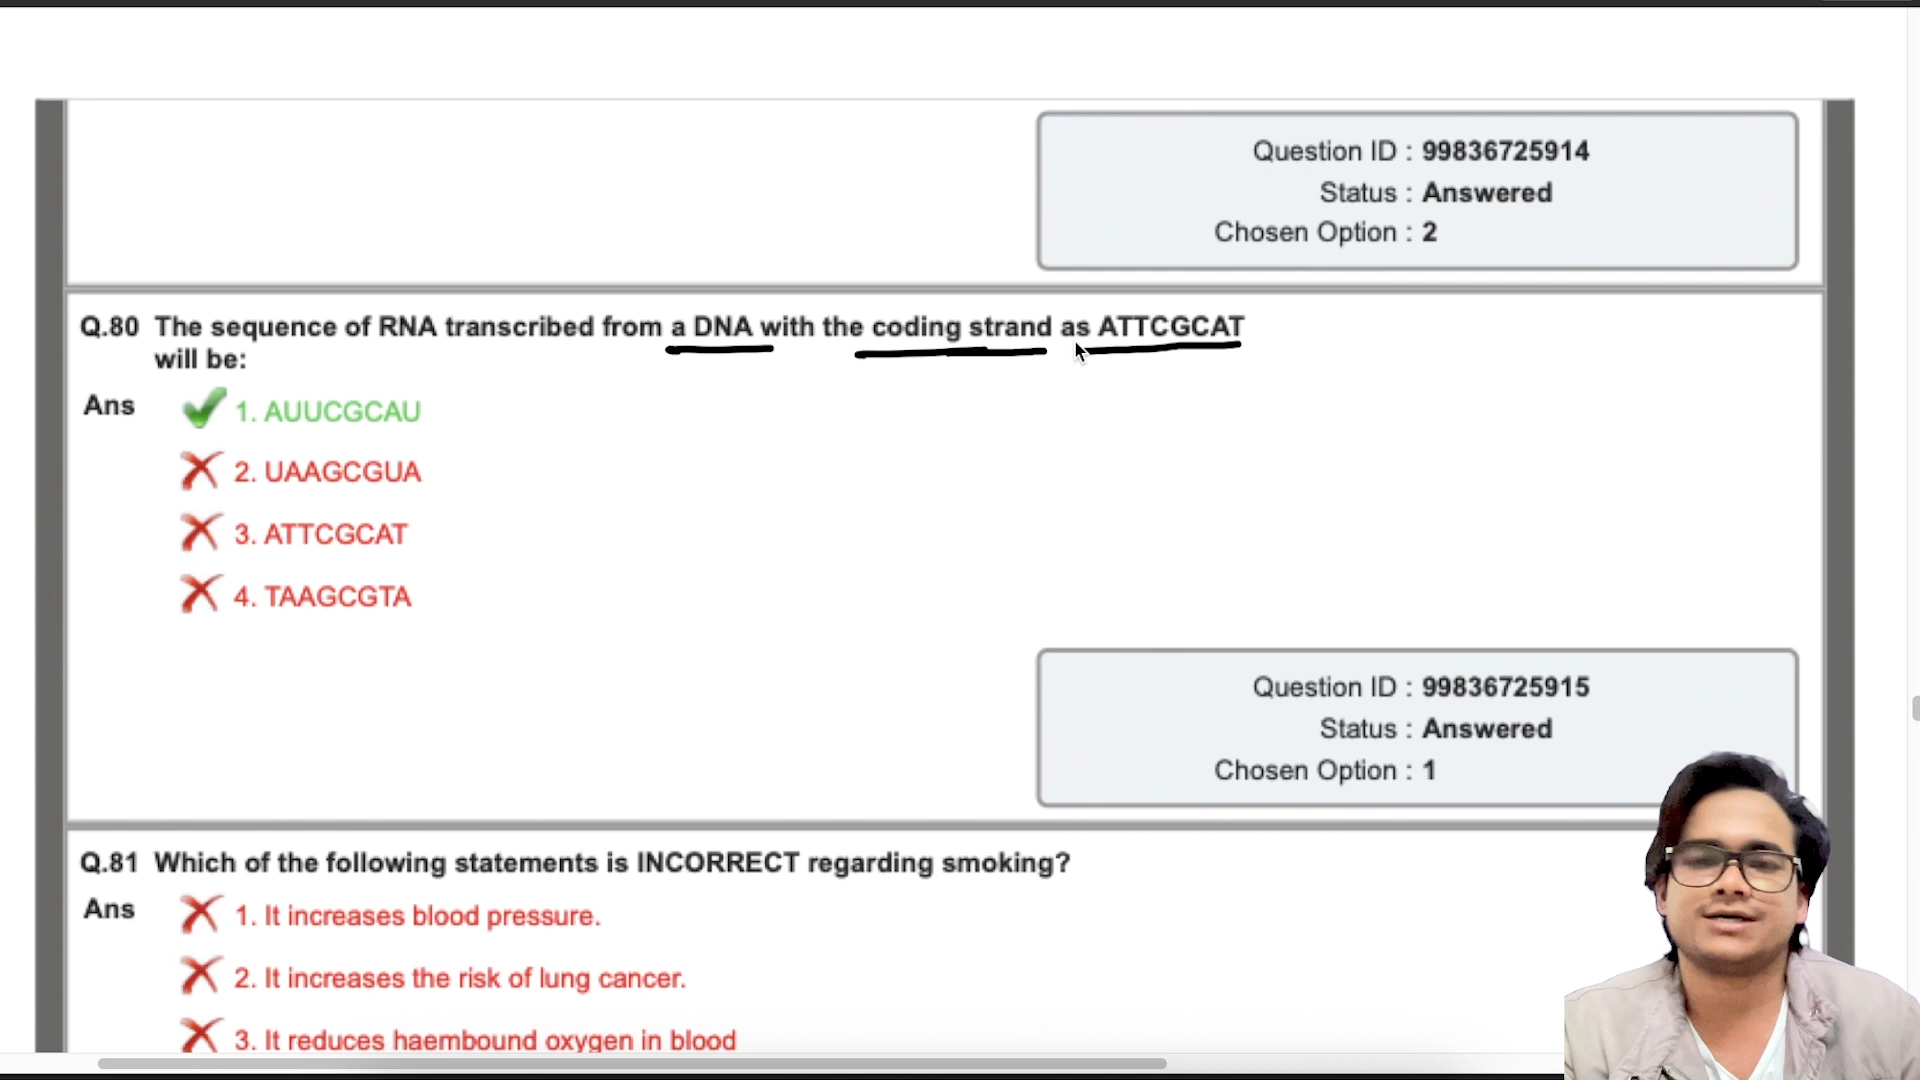 Question ID : 99836725914
Status : Answered
Chosen Option : 2
Q.80 The sequence of RNA transcribed from a DNA with the coding strand as ATTCGCAT
will be:
Ans 1. AUUCGCAU
2. UAAGCGUA
3. ATTCGCAT
4. TAAGCGTA
Question ID : 99836725915
Status : Answered
Chosen Option : 1
Q.81 Which of the following statements is INCORRECT regarding smoking?
Ans 1. It increases blood pressure.
2. It increases the risk of lung cancer.
3. It reduces haembound oxygen in blood